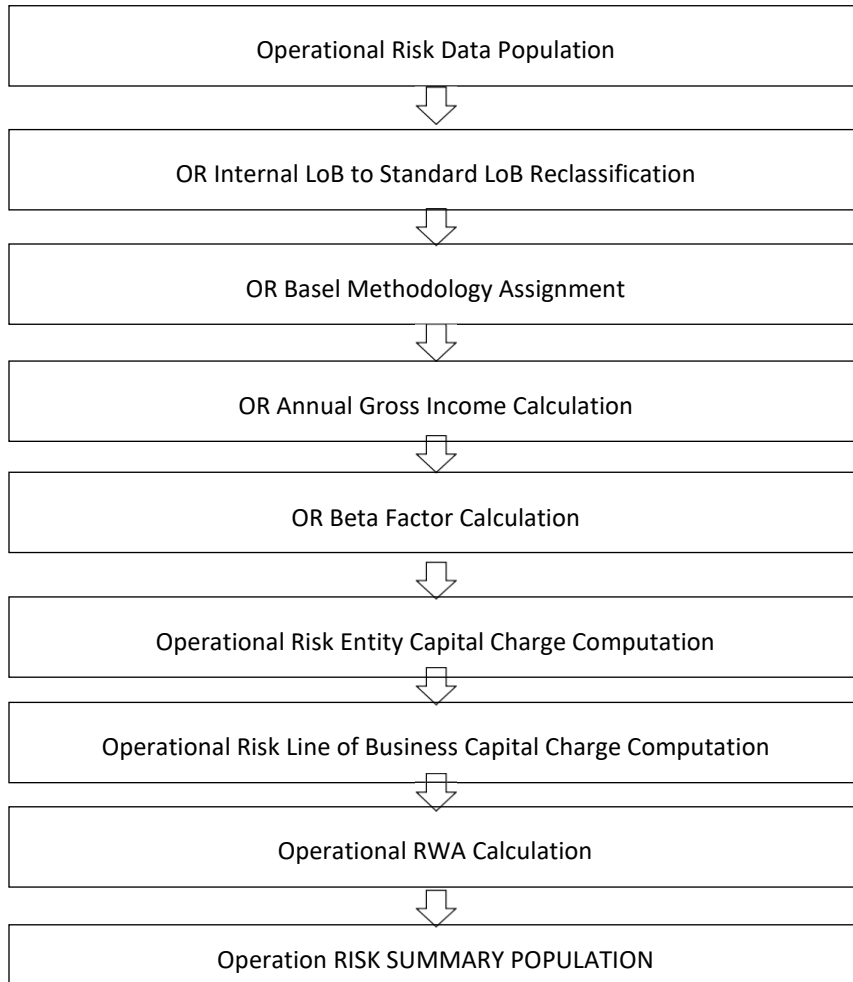 Operational Risk Data Population
OR Internal LoB to Standard LoB Reclassification
OR Basel Methodology Assignment
OR Annual Gross Income Calculation
OR Beta Factor Calculation
Operational Risk Entity Capital Charge Computation
Operational Risk Line of Business Capital Charge Computation
Operational RWA Calculation
Operation RISK SUMMARY POPULATION